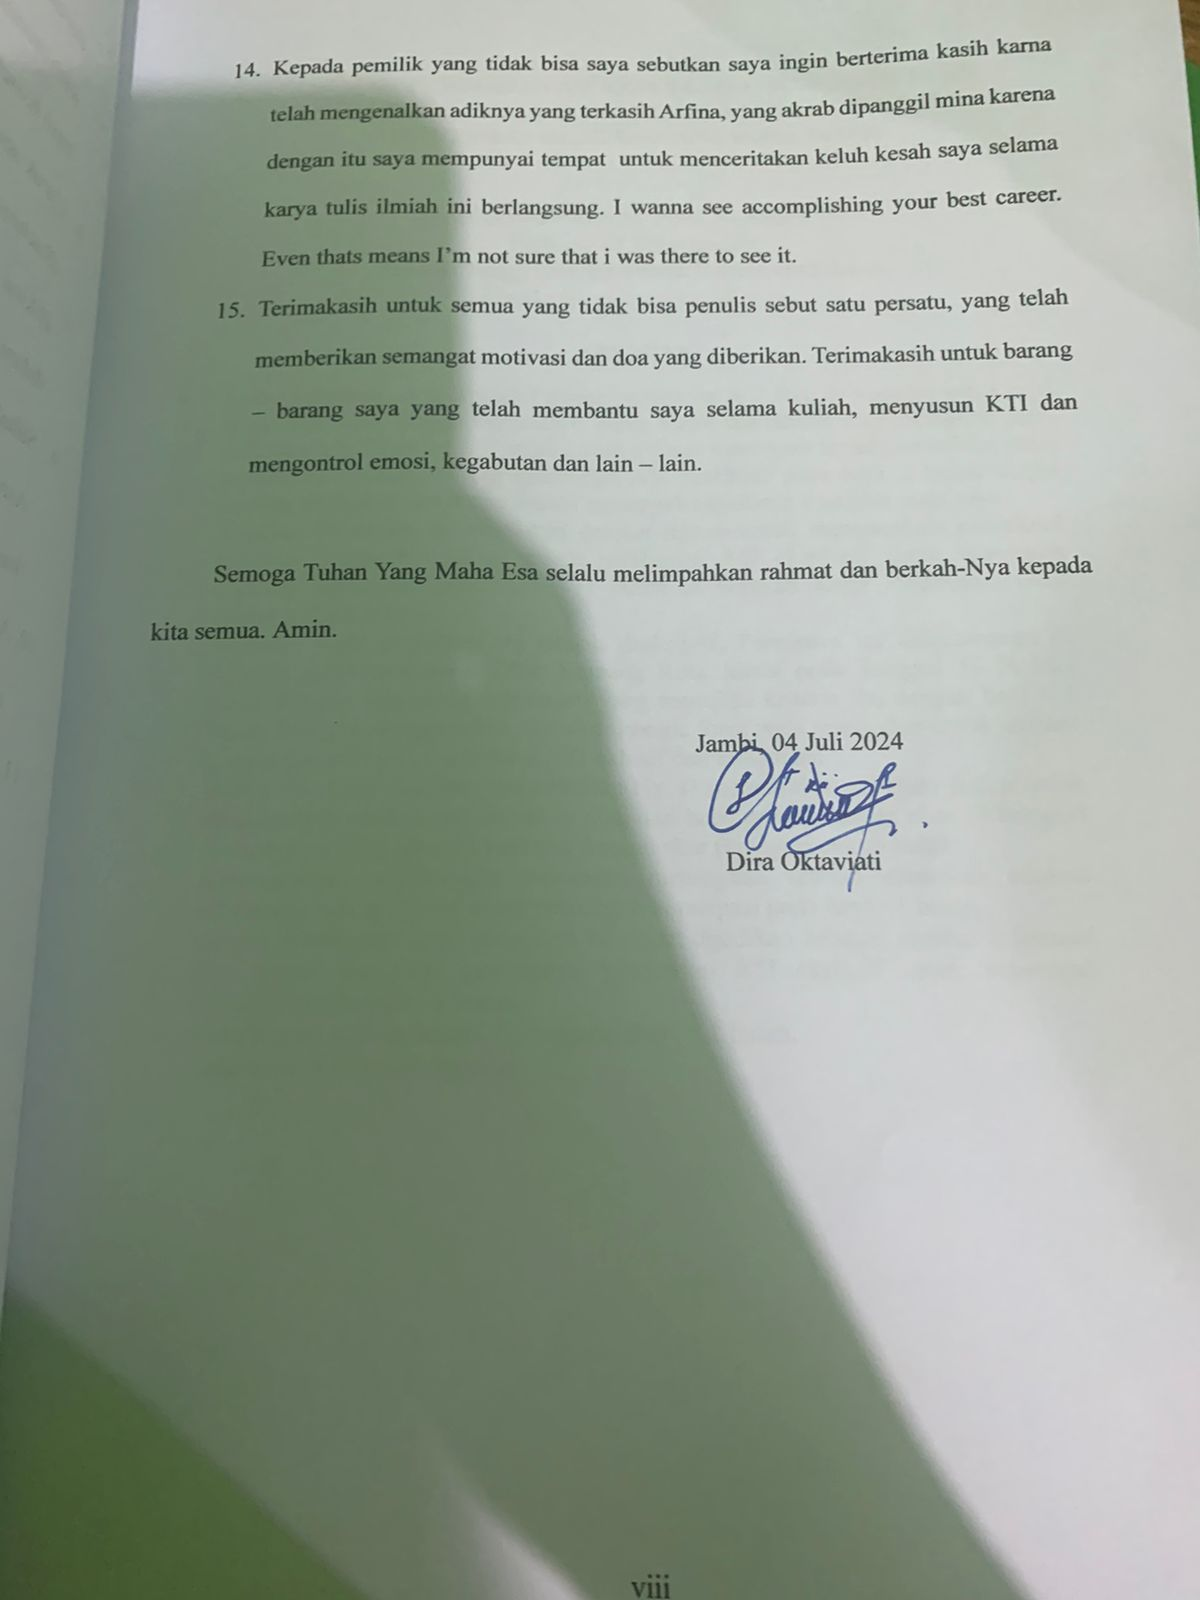 14. Kepada pemilik yang tidak bisa saya sebutkan saya ingin berterima kasih karna
telah mengenalkan adiknya yang terkasih Arfina, yang akrab dipanggil mina karena
dengan itu saya mempunyai tempat untuk menceritakan keluh kesah saya selama
karya tulis ilmiah ini berlangsung. I wanna see accomplishing your best career.
Even thats means I'm not sure that i was there to see it.
15. Terimakasih untuk semua yang tidak bisa penulis sebut satu persatu, yang telah
memberikan semangat motivasi dan doa yang diberikan. Terimakasih untuk barang
– barang saya yang telah membantu saya selama kuliah, menyusun KTI dan
mengontrol emosi, kegabutan dan lain – lain.
Semoga Tuhan Yang Maha Esa selalu melimpahkan rahmat dan berkah-Nya kepada
kita semua. Amin.
Jambi, 04 Juli 2024
Dira Oktaviati
viii